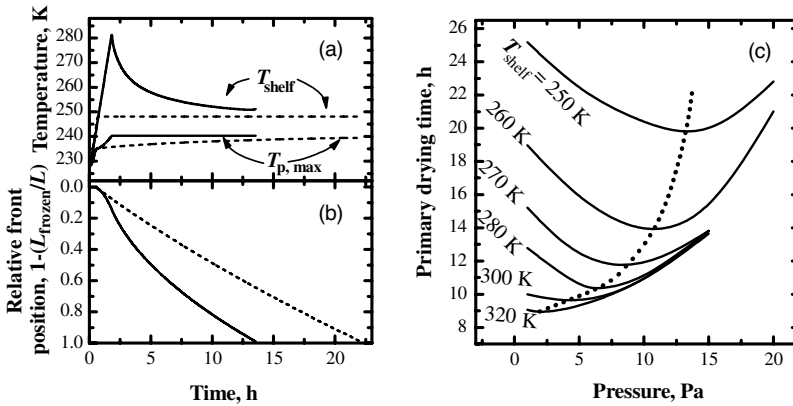 (a)
Temperature, K
280
270
260
250
240
230
T_shelf
T_p, max
(b)
Relative front
position, 1-(L_frozen/L)
0.0
0.2
0.4
0.6
0.8
1.0
0 5 10 15 20
Time, h
(c)
Primary drying time, h
26
24
22
20
18
16
14
12
10
8
T_shelf = 250 K
260 K
270 K
280 K
300 K
320 K
0 5 10 15 20
Pressure, Pa